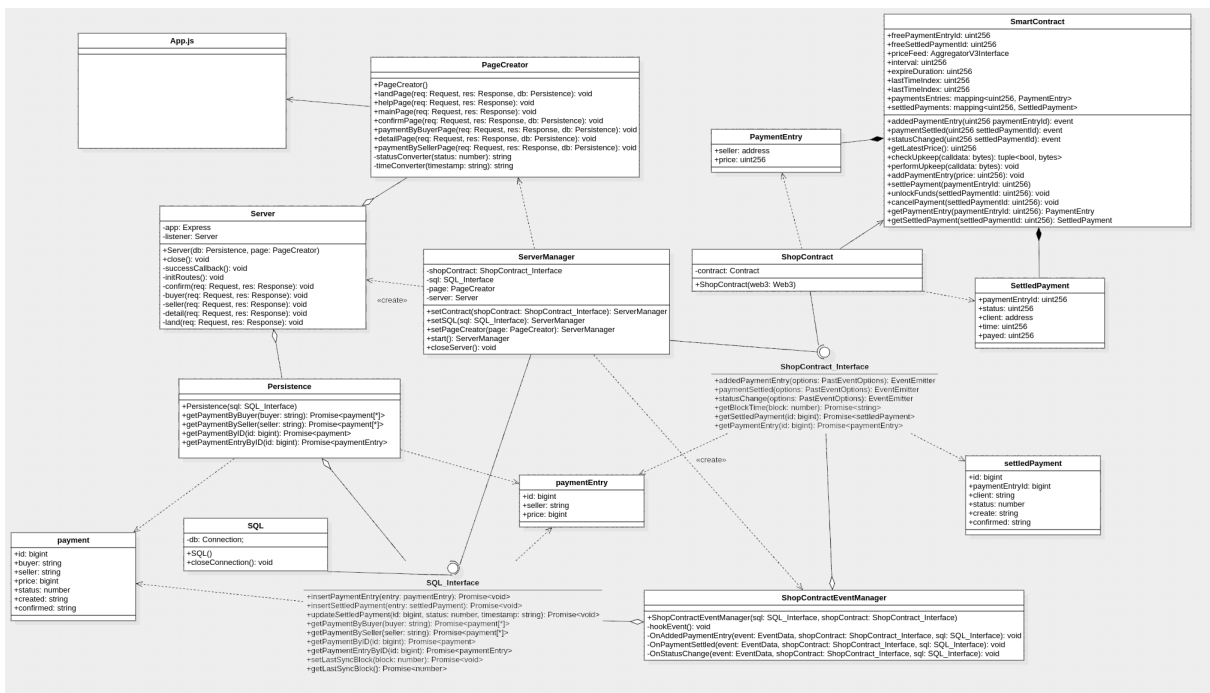 App.js
PageCreator
+PageCreator()
+landPage(req: Request, res: Response, db: Persistence): void
+helpPage(req: Request, res: Response): void
+mainPage(req: Request, res: Response): void
+confirmPage(req: Request, res: Response, db: Persistence): void
+paymentByBuyerPage(req: Request, res: Response, db: Persistence): void
+detailPage(req: Request, res: Response, db: Persistence): void
+paymentBySellerPage(req: Request, res: Response, db: Persistence): void
-statusConverter(status: number): string
-timeConverter(timestamp: string): string
SmartContract
+freePaymentEntryId: uint256
+freeSettledPaymentId: uint256
+priceFeed: AggregatorV3Interface
+interval: uint256
+expireDuration: uint256
+lastTimeIndex: uint256
+lastTimeIndex: uint256
+paymentsEntries: mapping<uint256, PaymentEntry>
+settledPayments: mapping<uint256, SettledPayment>
+addedPaymentEntry(uint256 paymentEntryId): event
+paymentSettled(uint256 settledPaymentId): event
+statusChanged(uint256 settledPaymentId): event
+getLatestPrice(): uint256
+checkUpkeep(calldata: bytes): tuple<bool, bytes>
+performUpkeep(calldata: bytes): void
+addPaymentEntry(price: uint256): void
+settlePayment(paymentEntryId: uint256)
+unlockFunds(settledPaymentId: uint256): void
+cancelPayment(settledPaymentId: uint256): void
+getPaymentEntry(paymentEntryId: uint256): PaymentEntry
+getSettledPayment(settledPaymentId: uint256): SettledPayment
PaymentEntry
+seller: address
+price: uint256
Server
-app: Express
-listener: Server
+Server(db: Persistence, page: PageCreator)
+close(): void
-successCallback(): void
-initRoutes(): void
-confirm(req: Request, res: Response): void
-buyer(req: Request, res: Response): void
-seller(req: Request, res: Response): void
-detail(req: Request, res: Response): void
-land(req: Request, res: Response): void
«create»
ServerManager
-shopContract: ShopContract_Interface
-sql: SQL_Interface
-page: PageCreator
-server: Server
+setContract(shopContract: ShopContract_Interface): ServerManager
+setSQL(sql: SQL_Interface): ServerManager
+setPageCreator(page: PageCreator): ServerManager
+start(): ServerManager
+closeServer(): void
ShopContract
-contract: Contract
+ShopContract(web3: Web3)
SettledPayment
+paymentEntryId: uint256
+status: uint256
+client: address
+time: uint256
+payed: uint256
ShopContract_Interface
+addedPaymentEntry(options: PastEventOptions): EventEmitter
+paymentSettled(options: PastEventOptions): EventEmitter
+statusChange(options: PastEventOptions): EventEmitter
+getBlockTime(block: number): Promise<string>
+getSettledPayment(id: bigint): Promise<settledPayment>
+getPaymentEntry(id: bigint): Promise<paymentEntry>
Persistence
+Persistence(sql: SQL_Interface)
+getPaymentByBuyer(buyer: string): Promise<payment[*]>
+getPaymentBySeller(seller: string): Promise<payment[*]>
+getPaymentByID(id: bigint): Promise<payment>
+getPaymentEntryByID(id: bigint): Promise<paymentEntry>
«create»
settledPayment
+id: bigint
+paymentEntryId: bigint
+client: string
+status: number
+create: string
+confirmed: string
paymentEntry
+id: bigint
+seller: string
+price: bigint
SQL
-db: Connection;
+SQL()
+closeConnection(): void
payment
+id: bigint
+buyer: string
+seller: string
+price: bigint
+status: number
+created: string
+confirmed: string
SQL_Interface
+insertPaymentEntry(entry: paymentEntry): Promise<void>
+insertSettledPayment(entry: settledPayment): Promise<void>
+updateSettledPayment(id: bigint, status: number, timestamp: string): Promise<void>
+getPaymentByBuyer(buyer: string): Promise<payment[*]>
+getPaymentBySeller(seller: string): Promise<payment[*]>
+getPaymentByID(id: bigint): Promise<payment>
+getPaymentEntryByID(id: bigint): Promise<paymentEntry>
+setLastSyncBlock(block: number): Promise<void>
+getLastSyncBlock(): Promise<number>
ShopContractEventManager
+ShopContractEventManager(sql: SQL_Interface, shopContract: ShopContract_Interface)
-hookEvent(): void
-OnAddedPaymentEntry(event: EventData, shopContract: ShopContract_Interface, sql: SQL_Interface): void
-OnPaymentSettled(event: EventData, shopContract: ShopContract_Interface, sql: SQL_Interface): void
-OnStatusChange(event: EventData, shopContract: ShopContract_Interface, sql: SQL_Interface): void